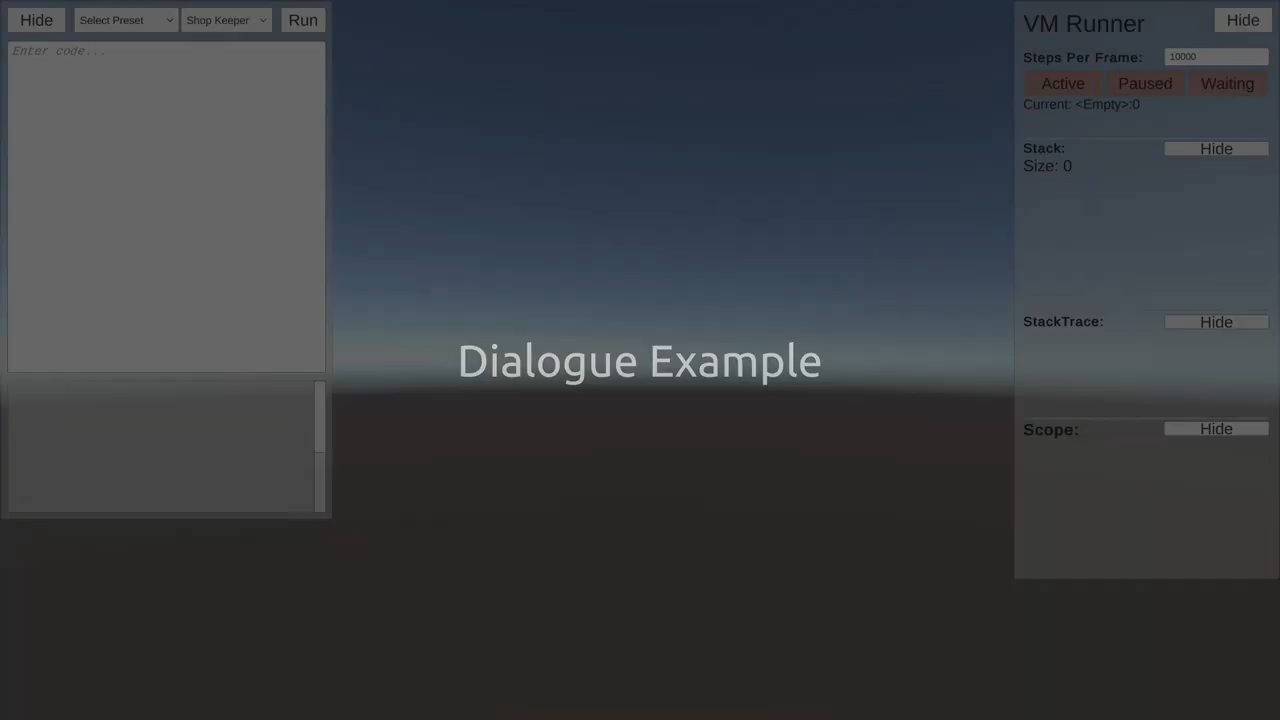 Hide
Select Preset
Shop Keeper
Run
Enter code...
Dialogue Example
VM Runner
Hide
Steps Per Frame:
10000
Active
Paused
Waiting
Current: <Empty>:0
Stack:
Hide
Size: 0
StackTrace:
Hide
Scope:
Hide